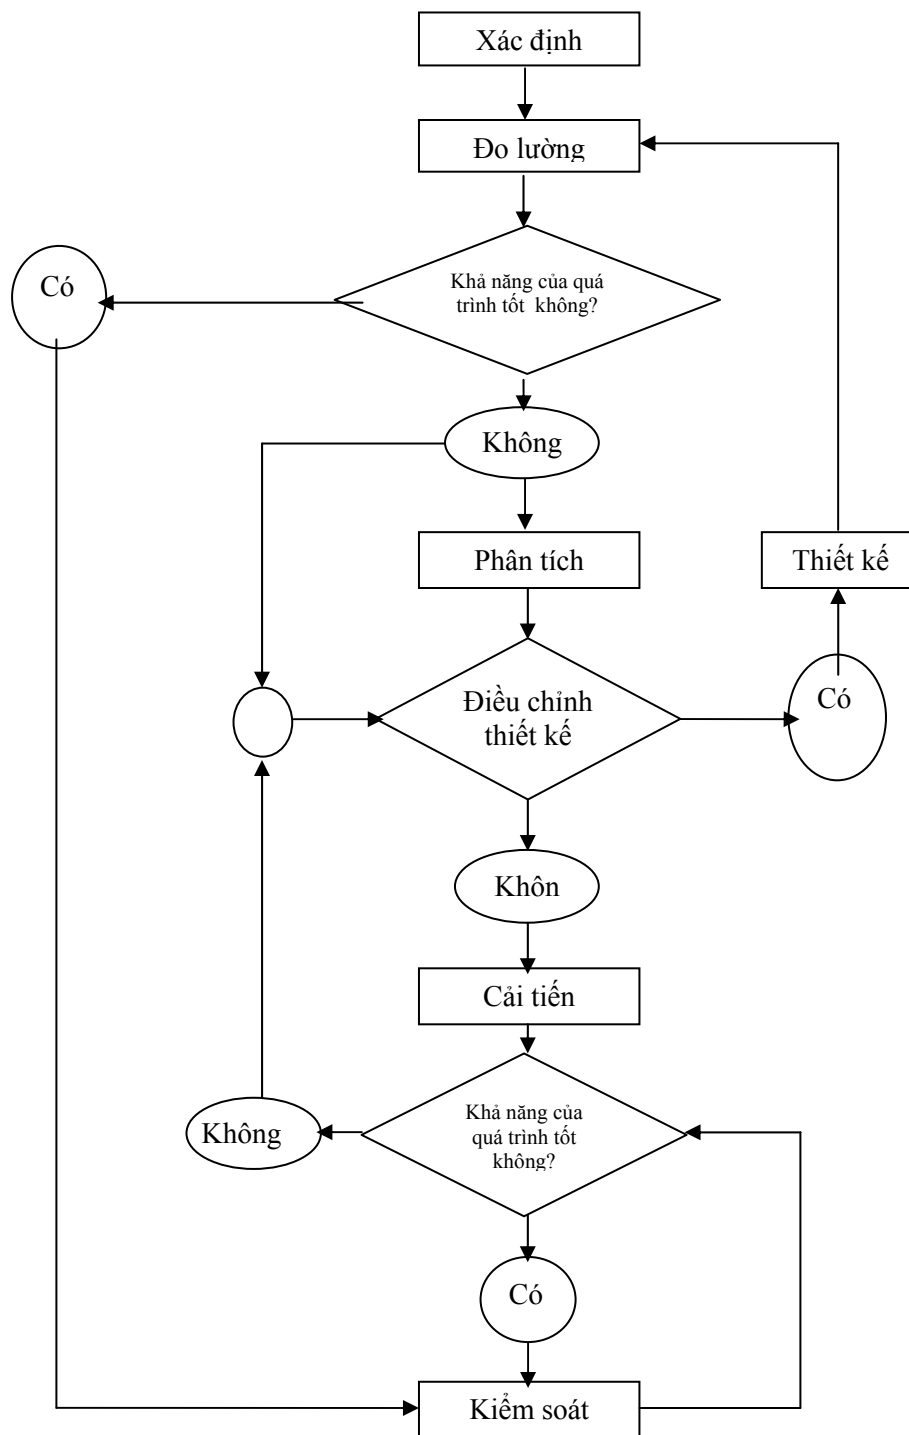 Xác định
Đo lường
Khả năng của quá
trình tốt không?
Có
Không
Phân tích
Thiết kế
Điều chỉnh
thiết kế
Có
Khôn
Cải tiến
Khả năng của
quá trình tốt
không?
Không
Có
Kiểm soát